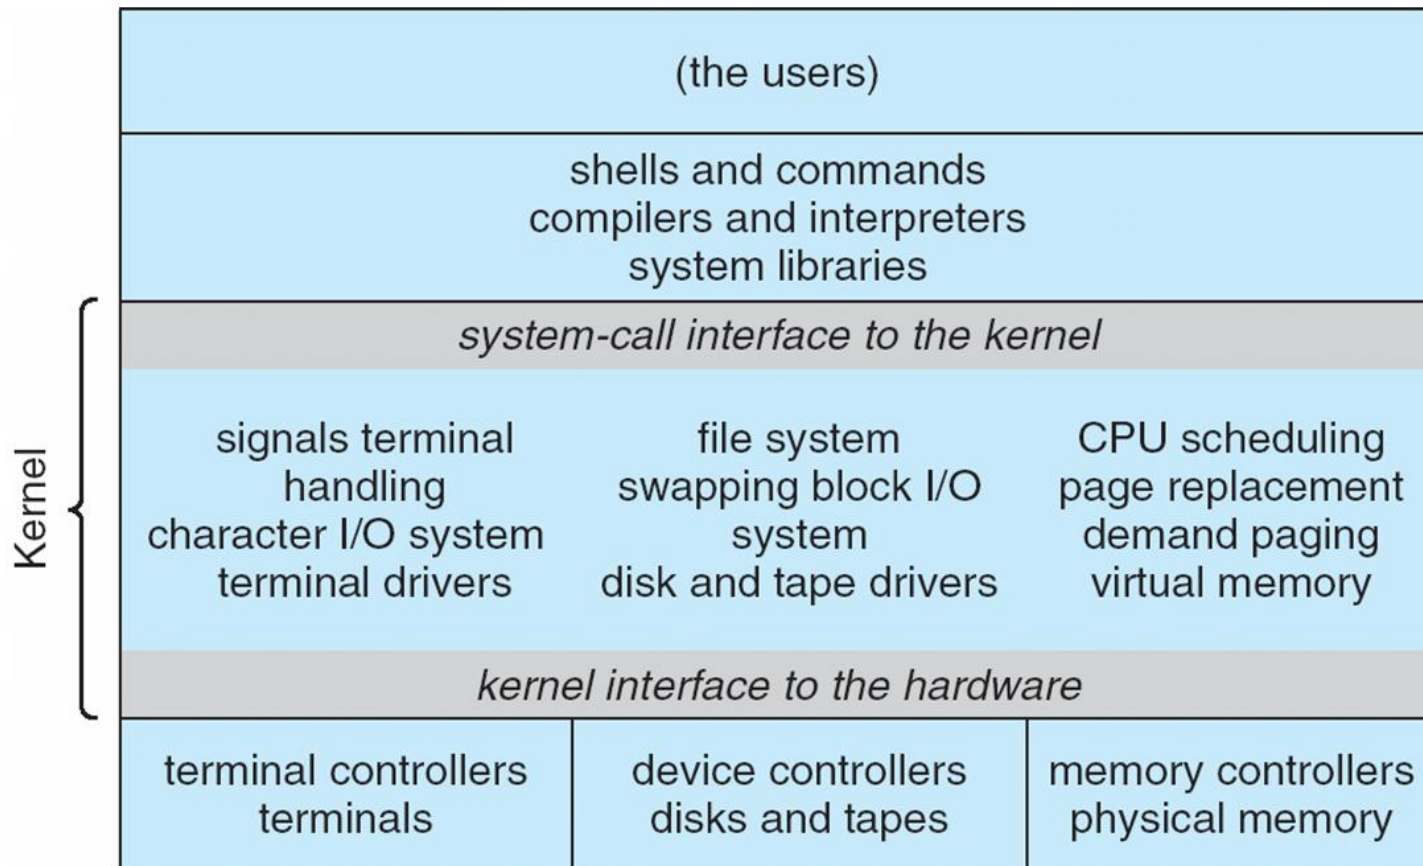 (the users)
shells and commands
compilers and interpreters
system libraries
Kernel
system-call interface to the kernel
signals terminal
handling
character I/O system
terminal drivers
file system
swapping block I/O
system
disk and tape drivers
CPU scheduling
page replacement
demand paging
virtual memory
kernel interface to the hardware
terminal controllers
terminals
device controllers
disks and tapes
memory controllers
physical memory